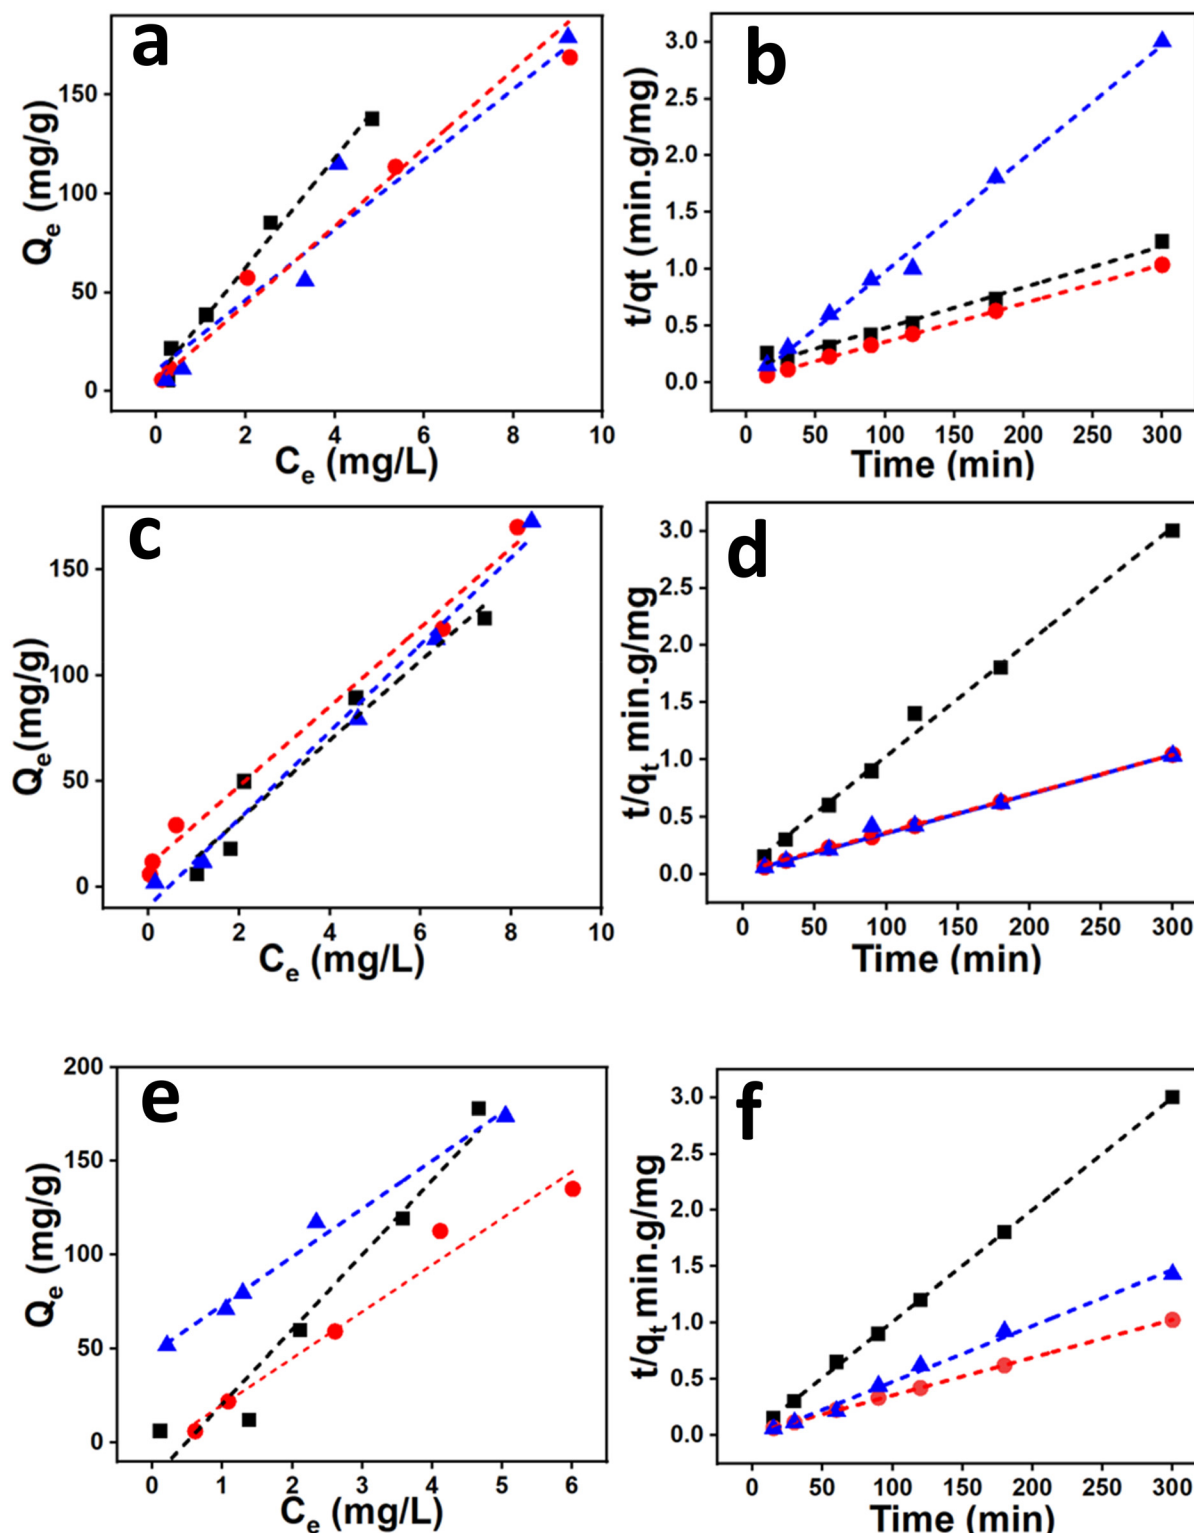 a
150
100
50
0
Qe (mg/g)
0 2 4 6 8 10
Ce (mg/L)
b
3.0
2.5
2.0
1.5
1.0
0.5
0.0
t/qt (min.g/mg)
0 50 100 150 200 250 300
Time (min)
c
150
100
50
0
Qe(mg/g)
0 2 4 6 8 10
Ce (mg/L)
d
3.0
2.5
2.0
1.5
1.0
0.5
0.0
t/qt min.g/mg
0 50 100 150 200 250 300
Time (min)
e
200
150
100
50
0
Qe (mg/g)
0 1 2 3 4 5 6
Ce (mg/L)
f
3.0
2.5
2.0
1.5
1.0
0.5
0.0
t/qt min.g/mg
0 50 100 150 200 250 300
Time (min)